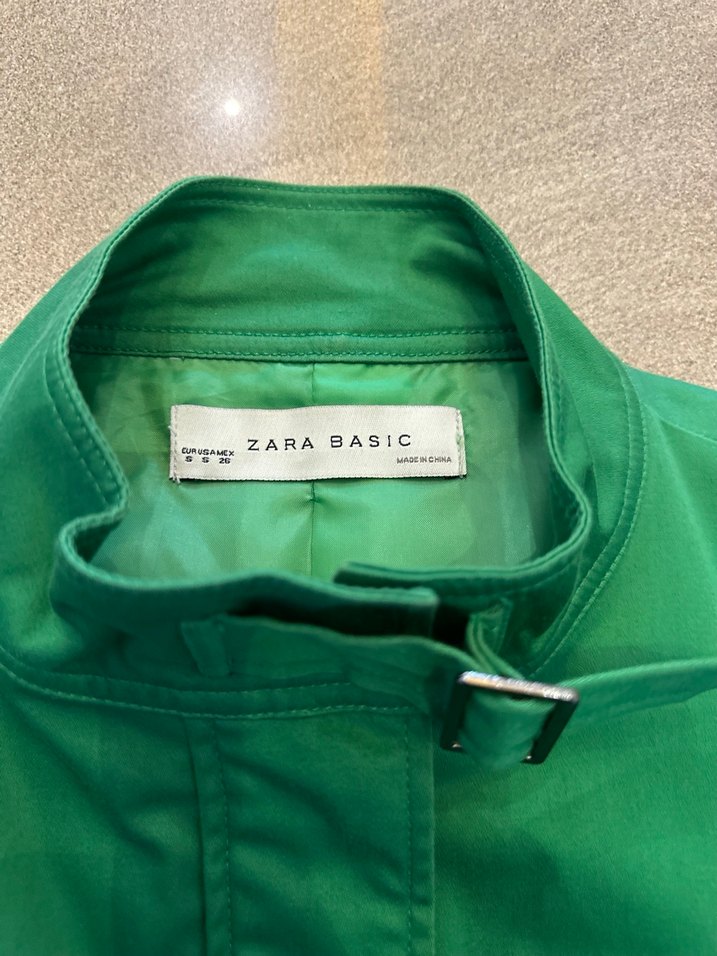 ZARA BASIC
EUR USA MEX
S S 26
MADE IN CHINA